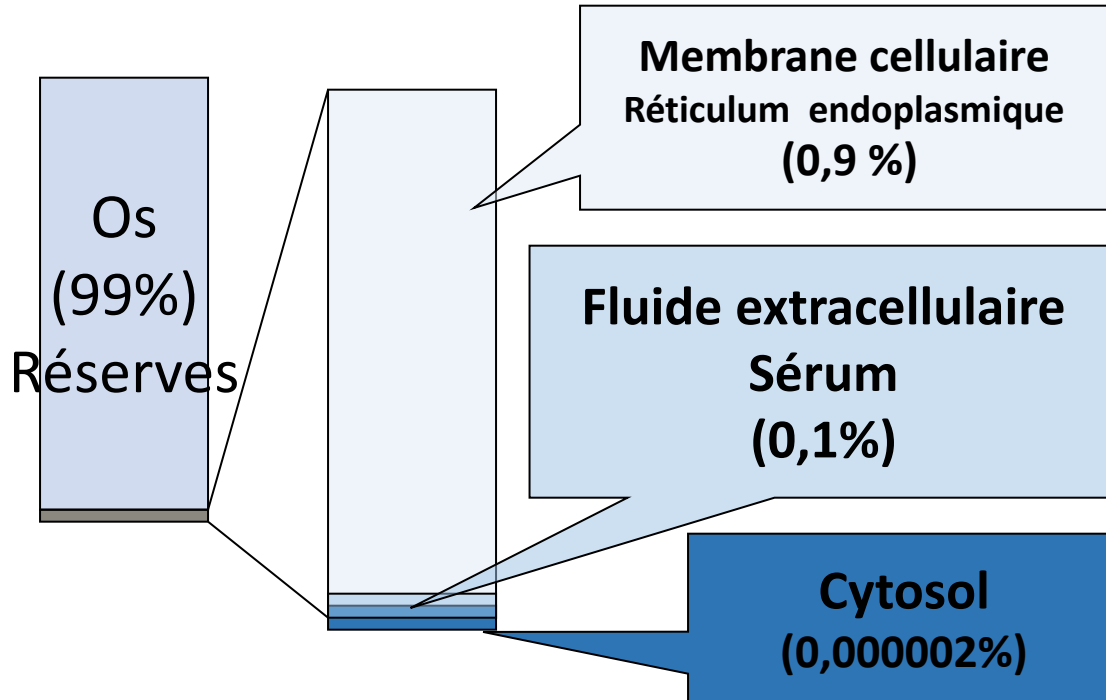 Os
(99%)
Réserves
Membrane cellulaire
Réticulum endoplasmique
(0,9 %)
Fluide extracellulaire
Sérum
(0,1%)
Cytosol
(0,000002%)